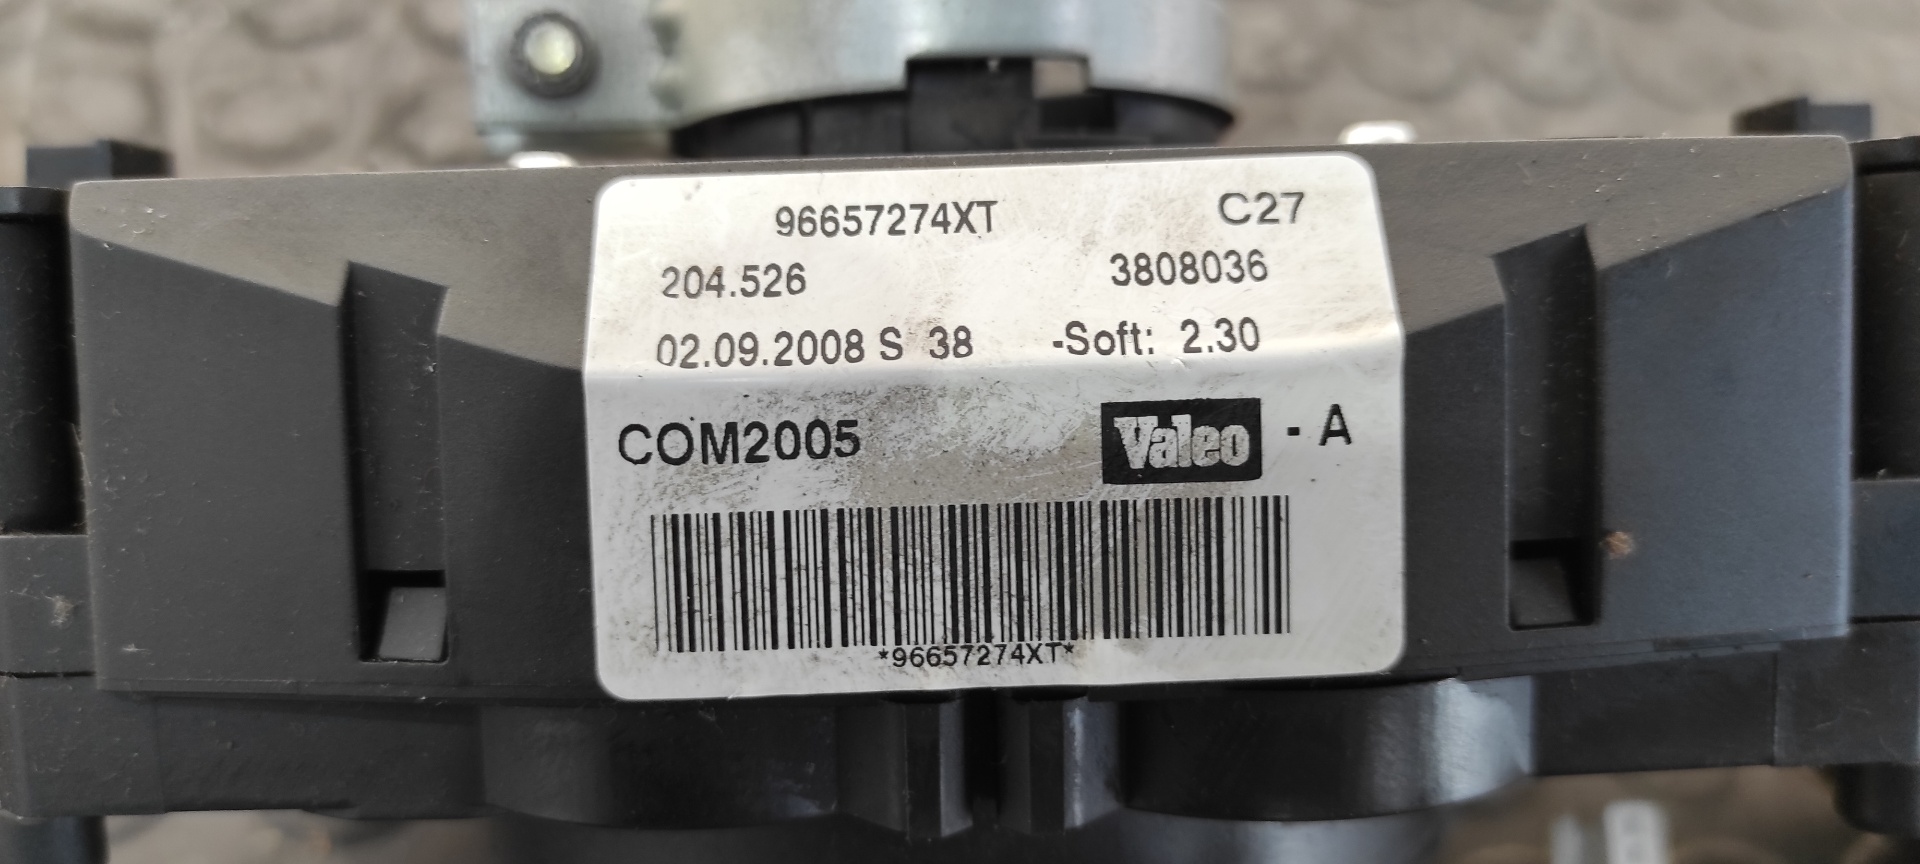 96657274XT C27
204.526 3808036
02.09.2008 S 38 -Soft: 2.30
COM2005 Valeo - A
*96657274XT*